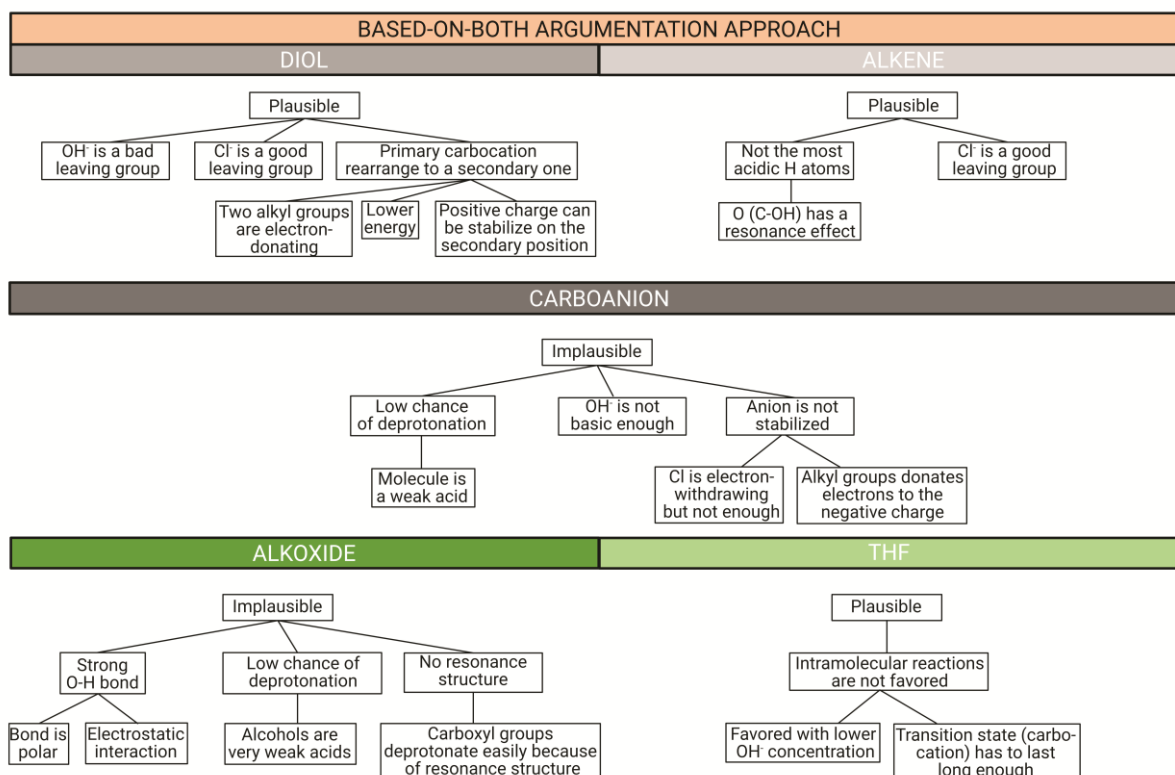 BASED-ON-BOTH ARGUMENTATION APPROACH
DIOL
ALKENE
Plausible
Plausible
OH⁻ is a bad
leaving group
Cl⁻ is a good
leaving group
Primary carbocation
rearrange to a secondary one
Not the most
acidic H atoms
Cl⁻ is a good
leaving group
Two alkyl groups
are electron-
donating
Lower
energy
Positive charge can
be stabilize on the
secondary position
O (C-OH) has a
resonance effect
CARBOANION
Implausible
Low chance
of deprotonation
OH⁻ is not
basic enough
Anion is not
stabilized
Molecule is
a weak acid
Cl is electron-
withdrawing
but not enough
Alkyl groups donates
electrons to the
negative charge
ALKOXIDE
THF
Implausible
Plausible
Strong
O-H bond
Low chance of
deprotonation
No resonance
structure
Intramolecular reactions
are not favored
Bond is
polar
Electrostatic
interaction
Alcohols are
very weak acids
Carboxyl groups
deprotonate easily because
of resonance structure
Favored with lower
OH⁻ concentration
Transition state (carbo-
cation) has to last
long enough